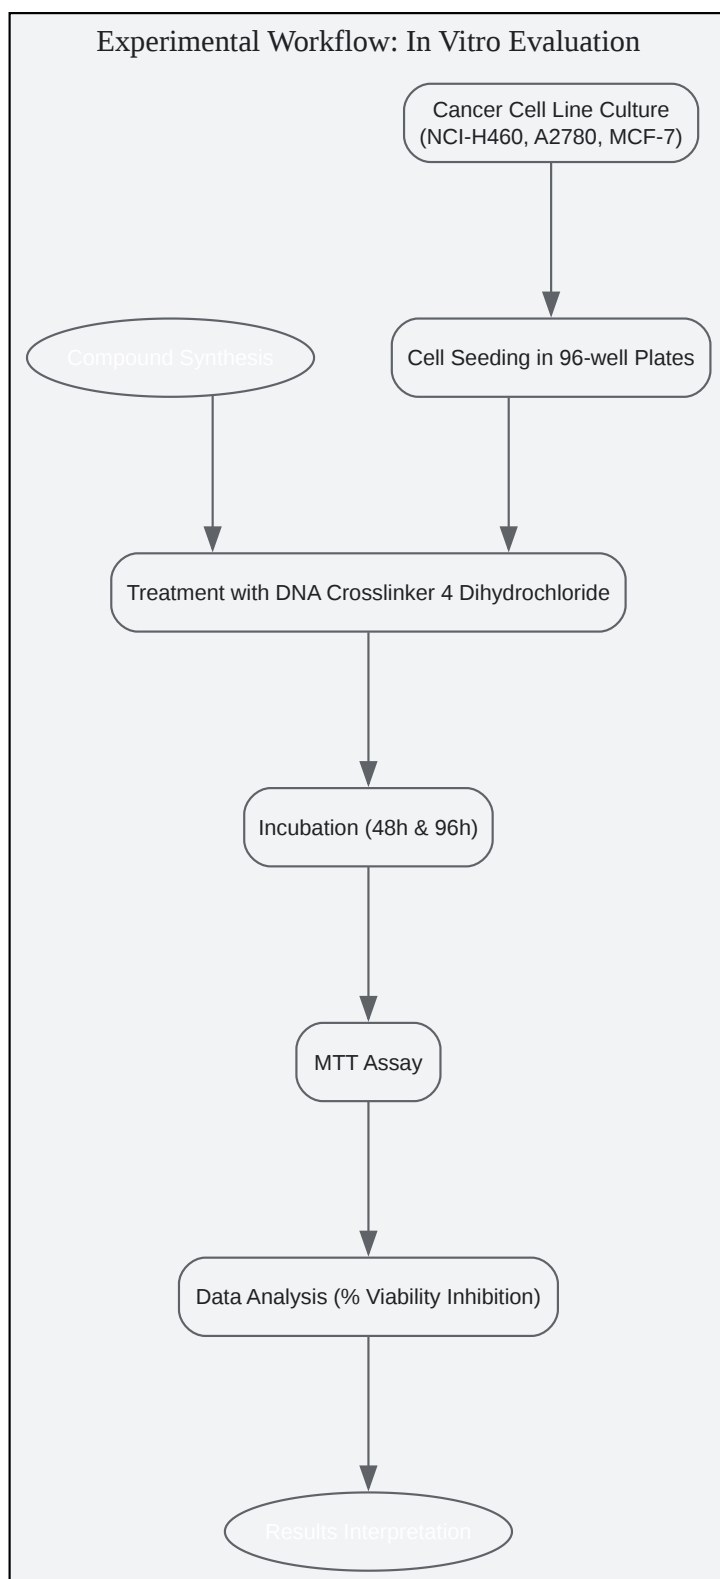 Experimental Workflow: In Vitro Evaluation
Cancer Cell Line Culture
(NCI-H460, A2780, MCF-7)
Compound Synthesis
Cell Seeding in 96-well Plates
Treatment with DNA Crosslinker 4 Dihydrochloride
Incubation (48h & 96h)
MTT Assay
Data Analysis (% Viability Inhibition)
Results Interpretation